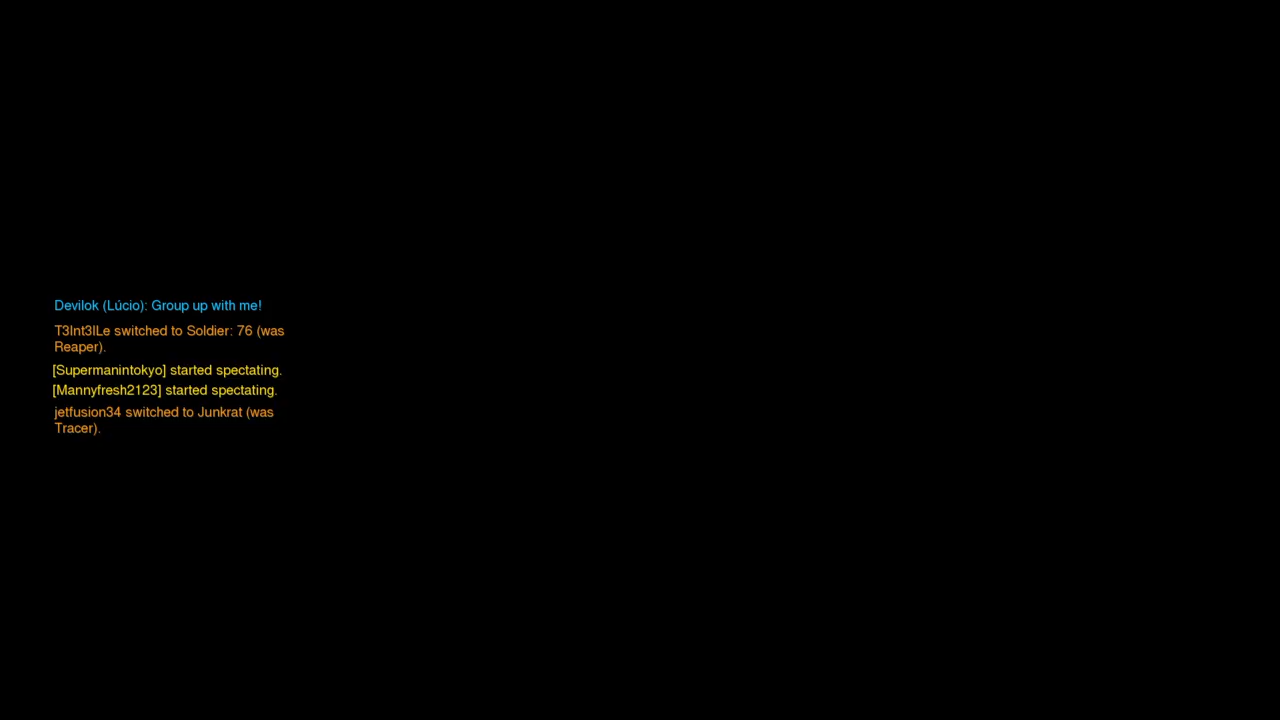 Devilok (Lúcio): Group up with me!
T3Int3lLe switched to Soldier: 76 (was
Reaper).
[Supermanintokyo] started spectating.
[Mannyfresh2123] started spectating.
jetfusion34 switched to Junkrat (was
Tracer).